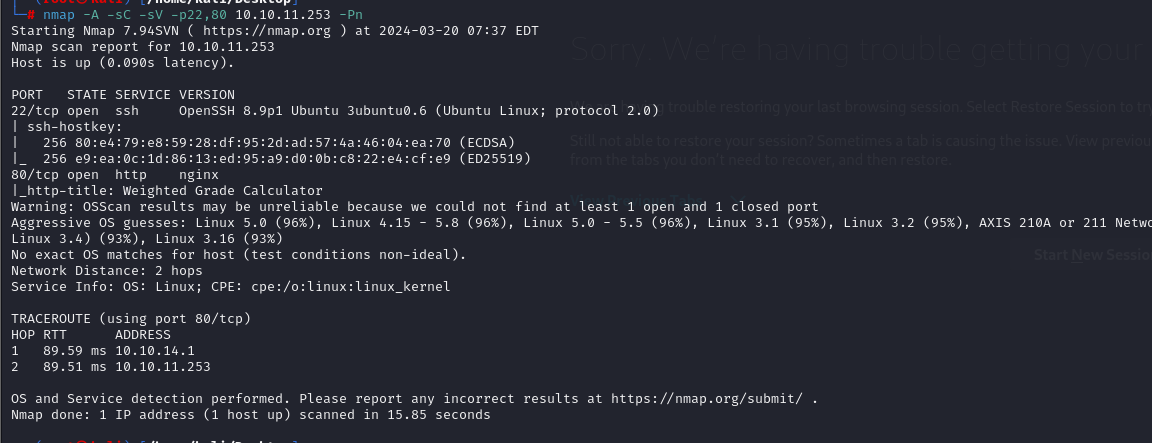 (root㉿kali)-[/home/kali/Desktop]
# nmap -A -sC -sV -p22,80 10.10.11.253 -Pn
Starting Nmap 7.94SVN ( https://nmap.org ) at 2024-03-20 07:37 EDT
Sorry. We're having trouble getting your
Nmap scan report for 10.10.11.253
Host is up (0.090s latency).
PORT STATE SERVICE VERSION
22/tcp open ssh OpenSSH 8.9p1 Ubuntu 3ubuntu0.6 (Ubuntu Linux; protocol 2.0)
trouble restoring your last browsing session. Select Restore Session to
| ssh-hostkey:
| 256 80:e4:79:e8:59:28:df:95:2d:ad:57:4a:46:04:ea:70 (ECDSA)
Still not able to restore your session? Sometimes a tab is causing the issue. View
|_ 256 e9:ea:0c:1d:86:13:ed:95:a9:d0:0b:c8:22:e4:cf:e9 (ED25519)
from the tabs you don't need to recover, and then restore.
80/tcp open http nginx
|_http-title: Weighted Grade Calculator
Warning: OSScan results may be unreliable because we could not find at least 1 open and 1 closed port
Aggressive OS guesses: Linux 5.0 (96%), Linux 4.15 - 5.8 (96%), Linux 5.0 - 5.5 (96%), Linux 3.1 (95%), Linux 3.2 (95%), AXIS 210A or 211 Netwo
Linux 3.4) (93%), Linux 3.16 (93%)
No exact OS matches for host (test conditions non-ideal).
Start New
Network Distance: 2 hops
Service Info: OS: Linux; CPE: cpe:/o:linux:linux_kernel
TRACEROUTE (using port 80/tcp)
HOP RTT ADDRESS
1 89.59 ms 10.10.14.1
2 89.51 ms 10.10.11.253
OS and Service detection performed. Please report any incorrect results at https://nmap.org/submit/ .
Nmap done: 1 IP address (1 host up) scanned in 15.85 seconds